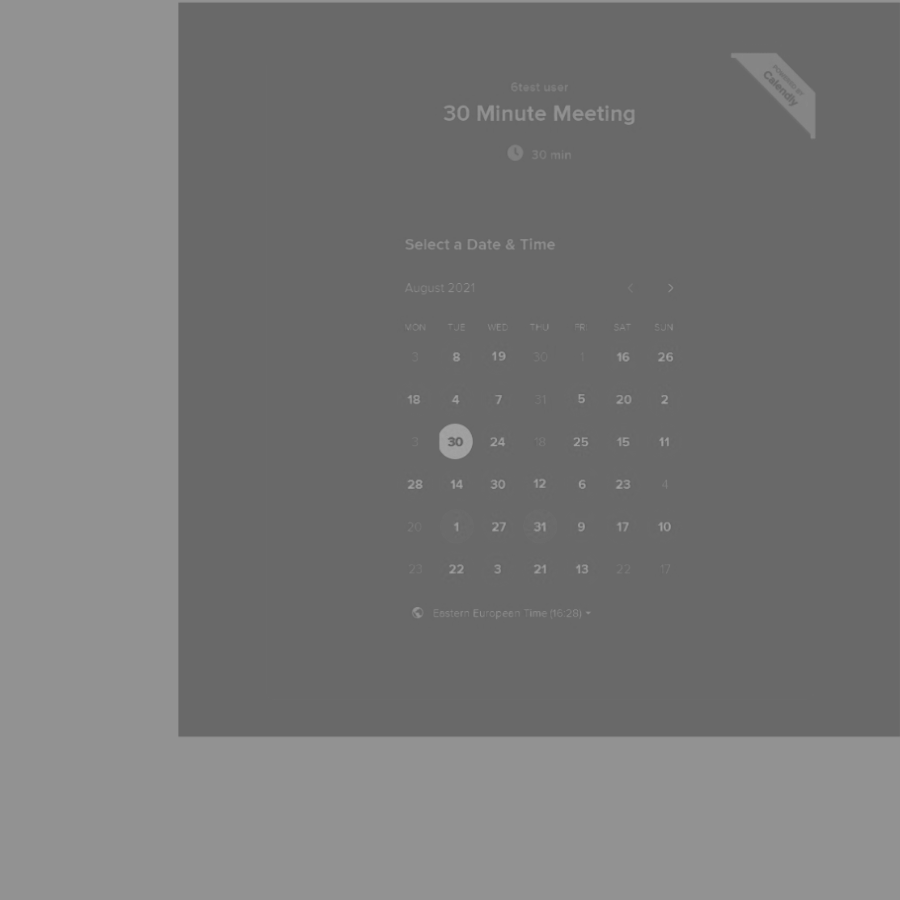 POWERED BY
Calendly
6test user
30 Minute Meeting
30 min
Select a Date & Time
August 2021
MON TUE WED THU FRI SAT SUN
3 8 19 30 1 16 26
18 4 7 31 5 20 2
3 30 24 18 25 15 11
28 14 30 12 6 23 4
20 1 27 31 9 17 10
23 22 3 21 13 22 17
Eastern European Time (16:28)